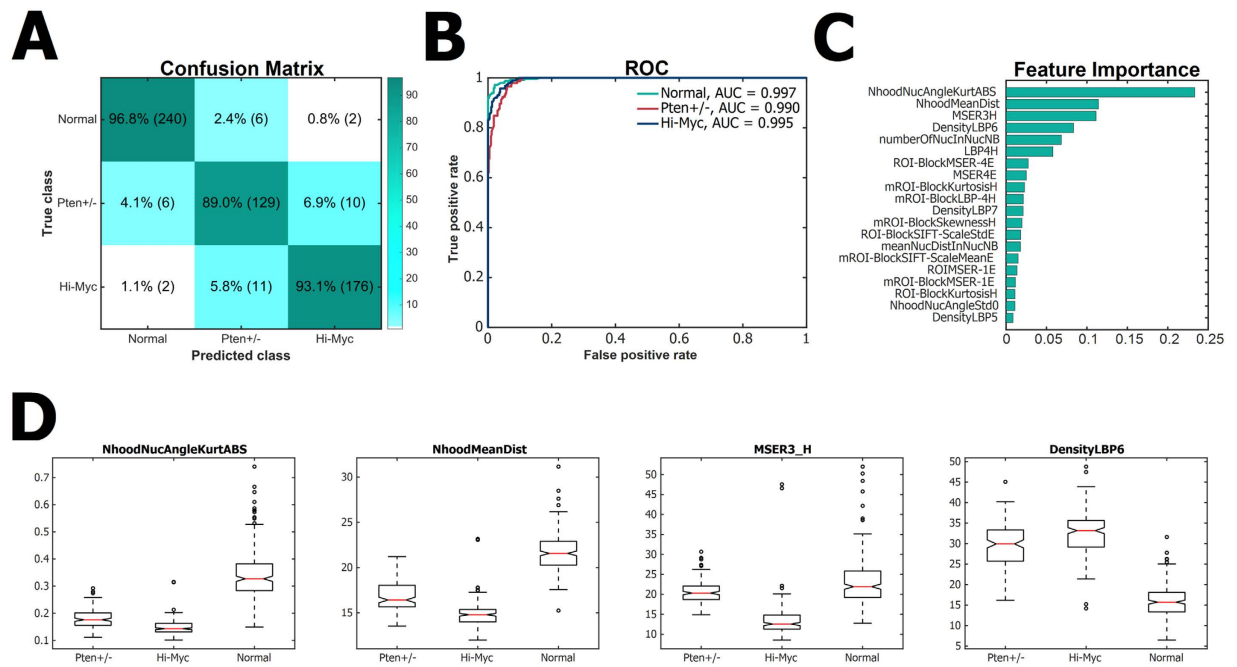 A
Confusion Matrix
True class
Normal
Pten+/-
Hi-Myc
96.8% (240)
2.4% (6)
0.8% (2)
4.1% (6)
89.0% (129)
6.9% (10)
1.1% (2)
5.8% (11)
93.1% (176)
Normal
Pten+/-
Hi-Myc
Predicted class
90
80
70
60
50
40
30
20
10
B
ROC
True positive rate
1
0.8
0.6
0.4
0.2
0
Normal, AUC = 0.997
Pten+/-, AUC = 0.990
Hi-Myc, AUC = 0.995
0
0.2
0.4
0.6
0.8
1
False positive rate
C
Feature Importance
NhoodNucAngleKurtABS
NhoodMeanDist
MSER3H
DensityLBP6
numberOfNucInNucNB
LBP4H
ROI-BlockMSER-4E
MSER4E
mROI-BlockKurtosisH
mROI-BlockLBP-4H
DensityLBP7
mROI-BlockSkewnessH
ROI-BlockSIFT-ScaleStdE
meanNucDistInNucNB
mROI-BlockSIFT-ScaleMeanE
ROIMSER-1E
mROI-BlockMSER-1E
ROI-BlockKurtosisH
NhoodNucAngleStd0
DensityLBP5
0
0.05
0.1
0.15
0.2
0.25
D
NhoodNucAngleKurtABS
0.7
0.6
0.5
0.4
0.3
0.2
0.1
Pten+/-
Hi-Myc
Normal
NhoodMeanDist
30
25
20
15
Pten+/-
Hi-Myc
Normal
MSER3_H
50
45
40
35
30
25
20
15
10
Pten+/-
Hi-Myc
Normal
DensityLBP6
50
45
40
35
30
25
20
15
10
5
Pten+/-
Hi-Myc
Normal